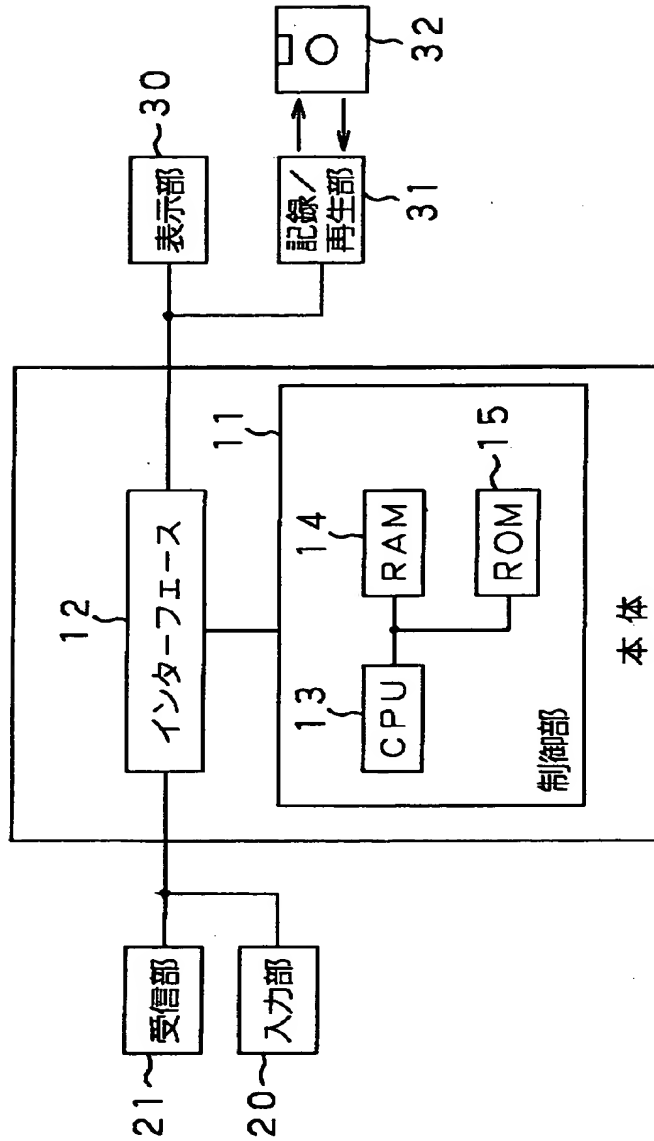 30
表示部
32
記録／
再生部
31
12
インターフェース
11
14
RAM
15
ROM
13
CPU
制御部
本体
受信部
21
入力部
20